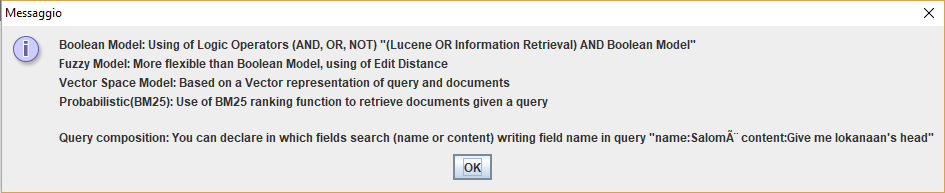 Messaggio
Boolean Model: Using of Logic Operators (AND, OR, NOT) "(Lucene OR Information Retrieval) AND Boolean Model"
Fuzzy Model: More flexible than Boolean Model, using of Edit Distance
Vector Space Model: Based on a Vector representation of query and documents
Probabilistic(BM25): Use of BM25 ranking function to retrieve documents given a query
Query composition: You can declare in which fields search (name or content) writing field name in query "name:SalomÃ¨ content:Give me Iokanaan's head"
OK